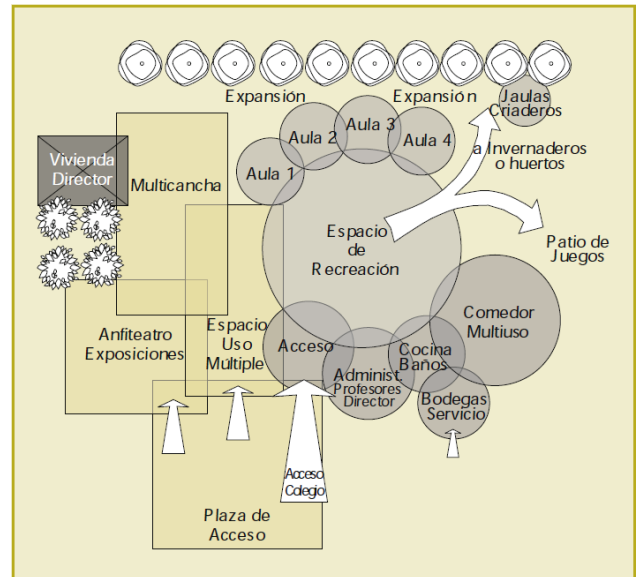 Expansión
Expansión
Jaulas
Criaderos
Aula 1
Aula 2
Aula 3
Aula 4
a Invernaderos
o huertos
Vivienda
Director
Multicancha
Espacio
de
Recreación
Patio de
Juegos
Anfiteatro
Exposiciones
Espacio
Uso
Múltiple
Acceso
Administ.
Profesores
Director
Cocina
Baños
Comedor
Multiuso
Bodegas
Servicio
Acceso
Colegio
Plaza de
Acceso